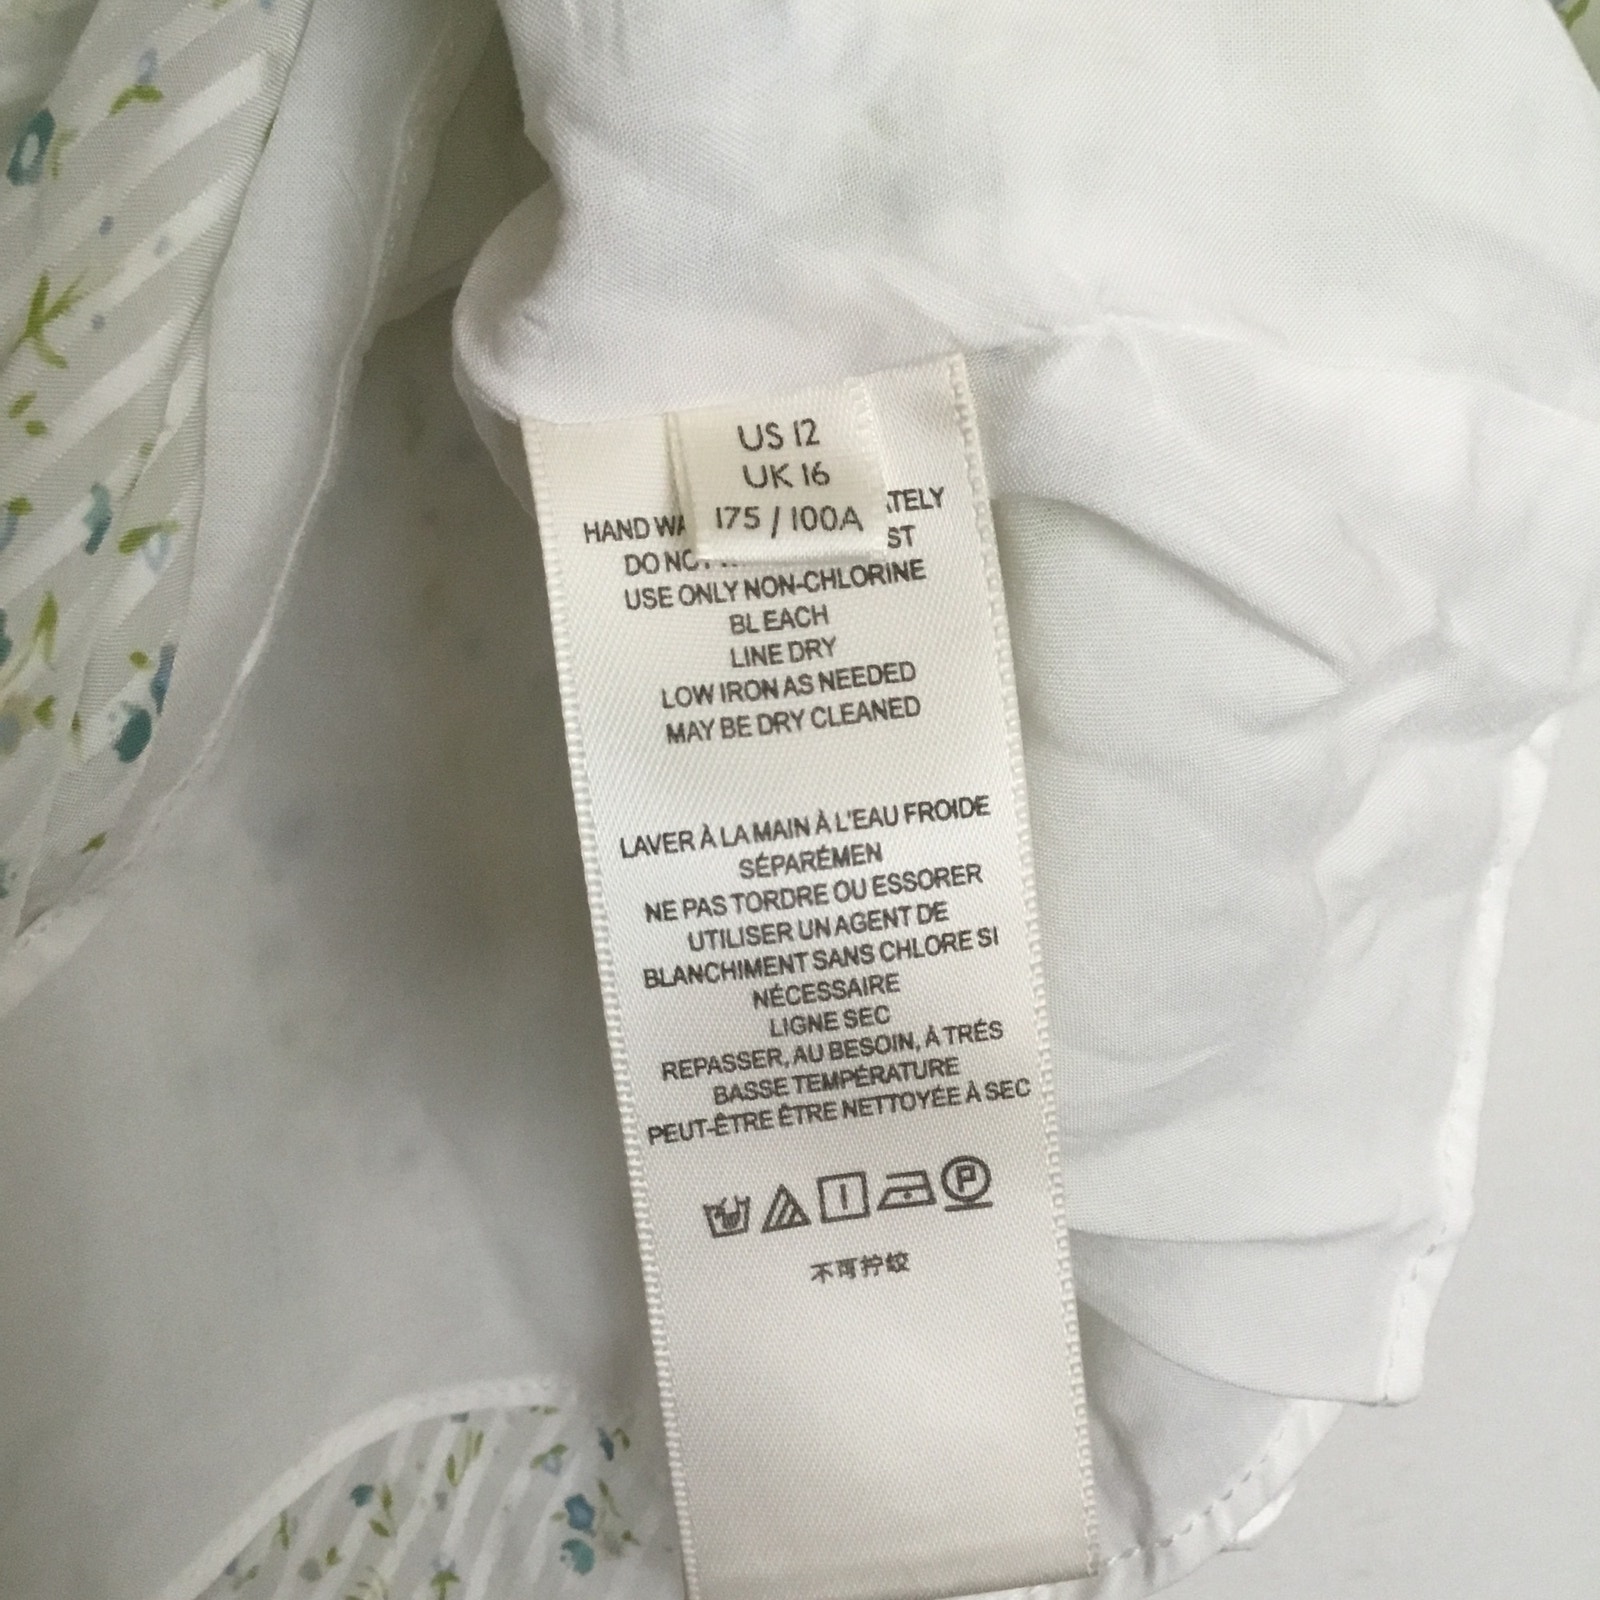 US 12
UK 16
175 / 100A
HAND
DO
USE ONLY NON-CHLORINE
BLEACH
LINE DRY
LOW IRON AS NEEDED
MAY BE DRY CLEANED
LAVER À LA MAIN À L'EAU FROIDE
SÉPARÉMEN
NE PAS TORDRE OU ESSORER
UTILISER UN AGENT DE
BLANCHIMENT SANS CHLORE SI
NÉCESSAIRE
LIGNE SEC
REPASSER, AU BESOIN, À TRÉS
BASSE TEMPÉRATURE
PEUT-ÊTRE ÊTRE NETTOYÉE À SEC
P
不可拧绞